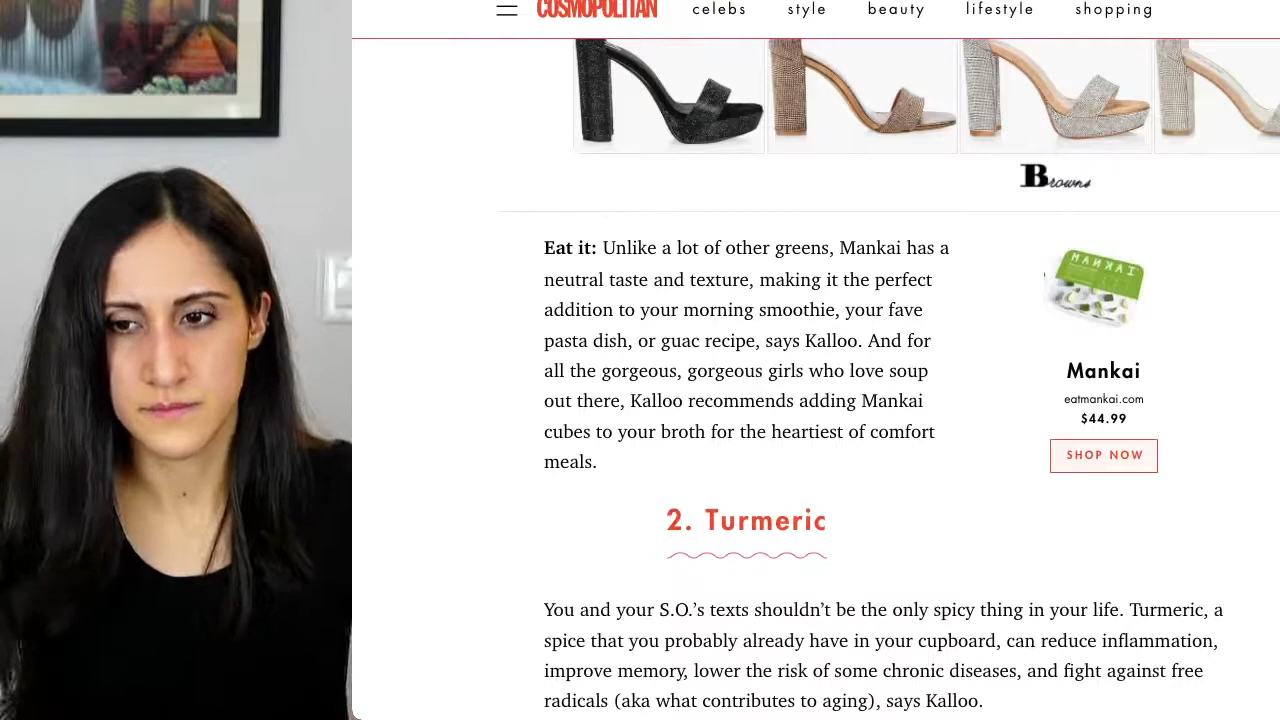 COSMOPOLITAN celebs style beauty lifestyle shopping
Browns
Eat it: Unlike a lot of other greens, Mankai has a
neutral taste and texture, making it the perfect
addition to your morning smoothie, your fave
pasta dish, or guac recipe, says Kalloo. And for
all the gorgeous, gorgeous girls who love soup
out there, Kalloo recommends adding Mankai
cubes to your broth for the heartiest of comfort
meals.
MANKAI
Mankai
eatmankai.com
$44.99
SHOP NOW
2. Turmeric
You and your S.O.’s texts shouldn’t be the only spicy thing in your life. Turmeric, a
spice that you probably already have in your cupboard, can reduce inflammation,
improve memory, lower the risk of some chronic diseases, and fight against free
radicals (aka what contributes to aging), says Kalloo.